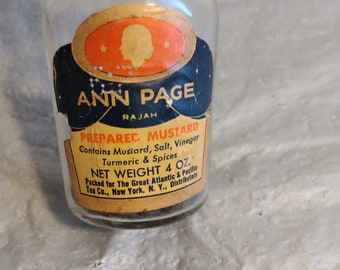 ANN PAGE
RAJAH
PREPARED MUSTARD
Contains Mustard, Salt, Vinegar
Turmeric & Spices
NET WEIGHT 4 OZ.
Packed for The Great Atlantic & Pacific
Tea Co., New York, N. Y., Distributors